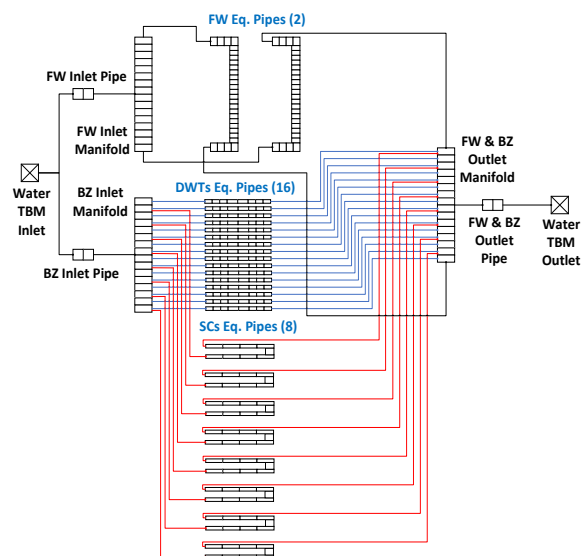 FW Eq. Pipes (2)
FW Inlet Pipe
FW Inlet
Manifold
Water
TBM
Inlet
BZ Inlet
Manifold
BZ Inlet Pipe
DWTs Eq. Pipes (16)
FW & BZ
Outlet
Manifold
FW & BZ
Outlet
Pipe
Water
TBM
Outlet
SCs Eq. Pipes (8)